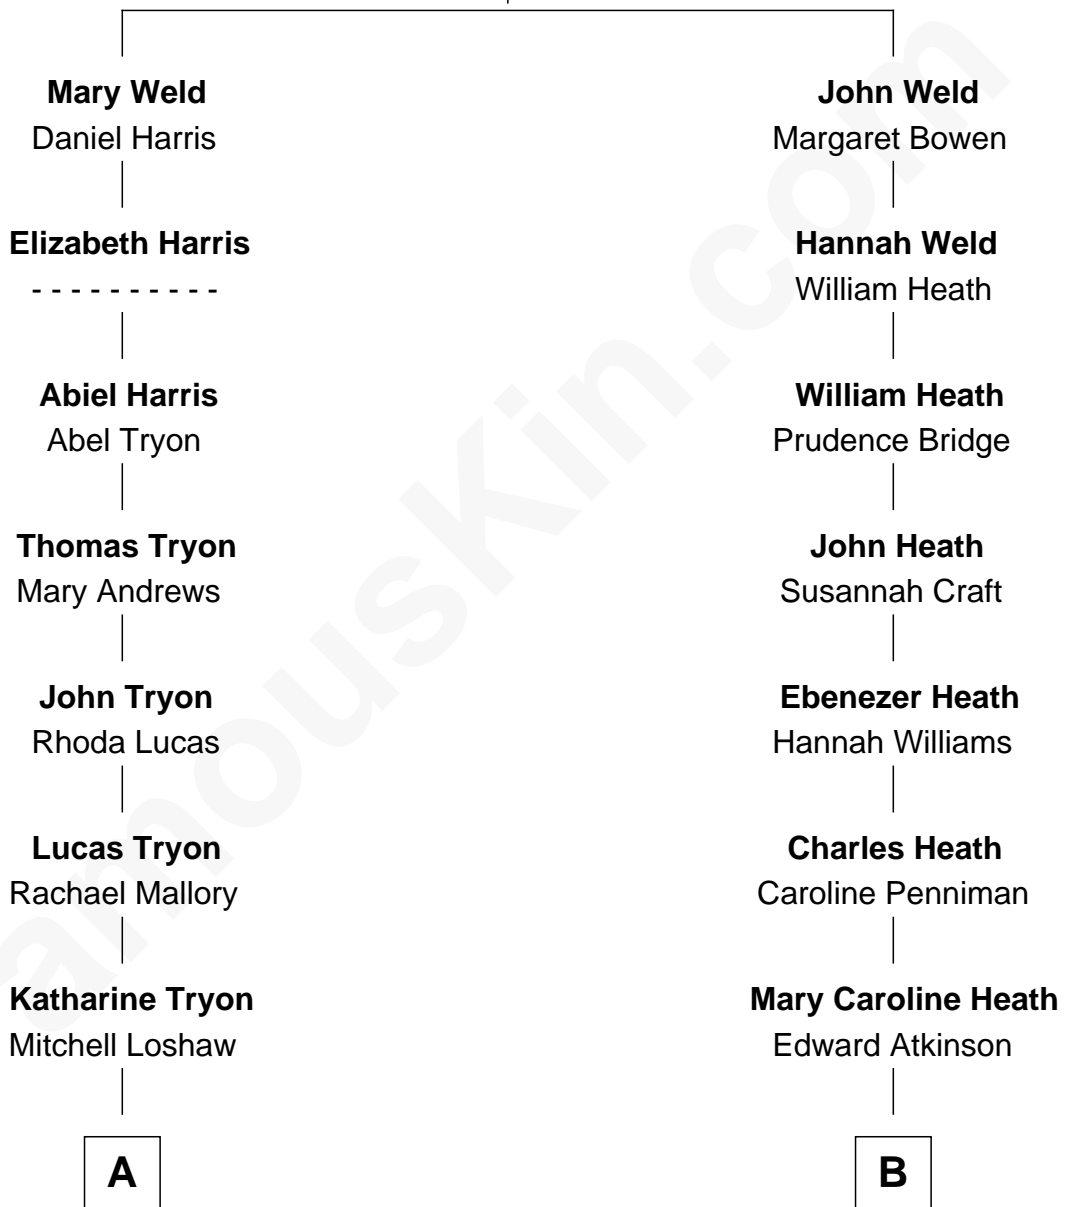 Mary Weld
Daniel Harris
Elizabeth Harris
- - - - - - - - - -
Abiel Harris
Abel Tryon
Thomas Tryon
Mary Andrews
John Tryon
Rhoda Lucas
Lucas Tryon
Rachael Mallory
Katharine Tryon
Mitchell Loshaw
A
John Weld
Margaret Bowen
Hannah Weld
William Heath
William Heath
Prudence Bridge
John Heath
Susannah Craft
Ebenezer Heath
Hannah Williams
Charles Heath
Caroline Penniman
Mary Caroline Heath
Edward Atkinson
B
amouskin.com